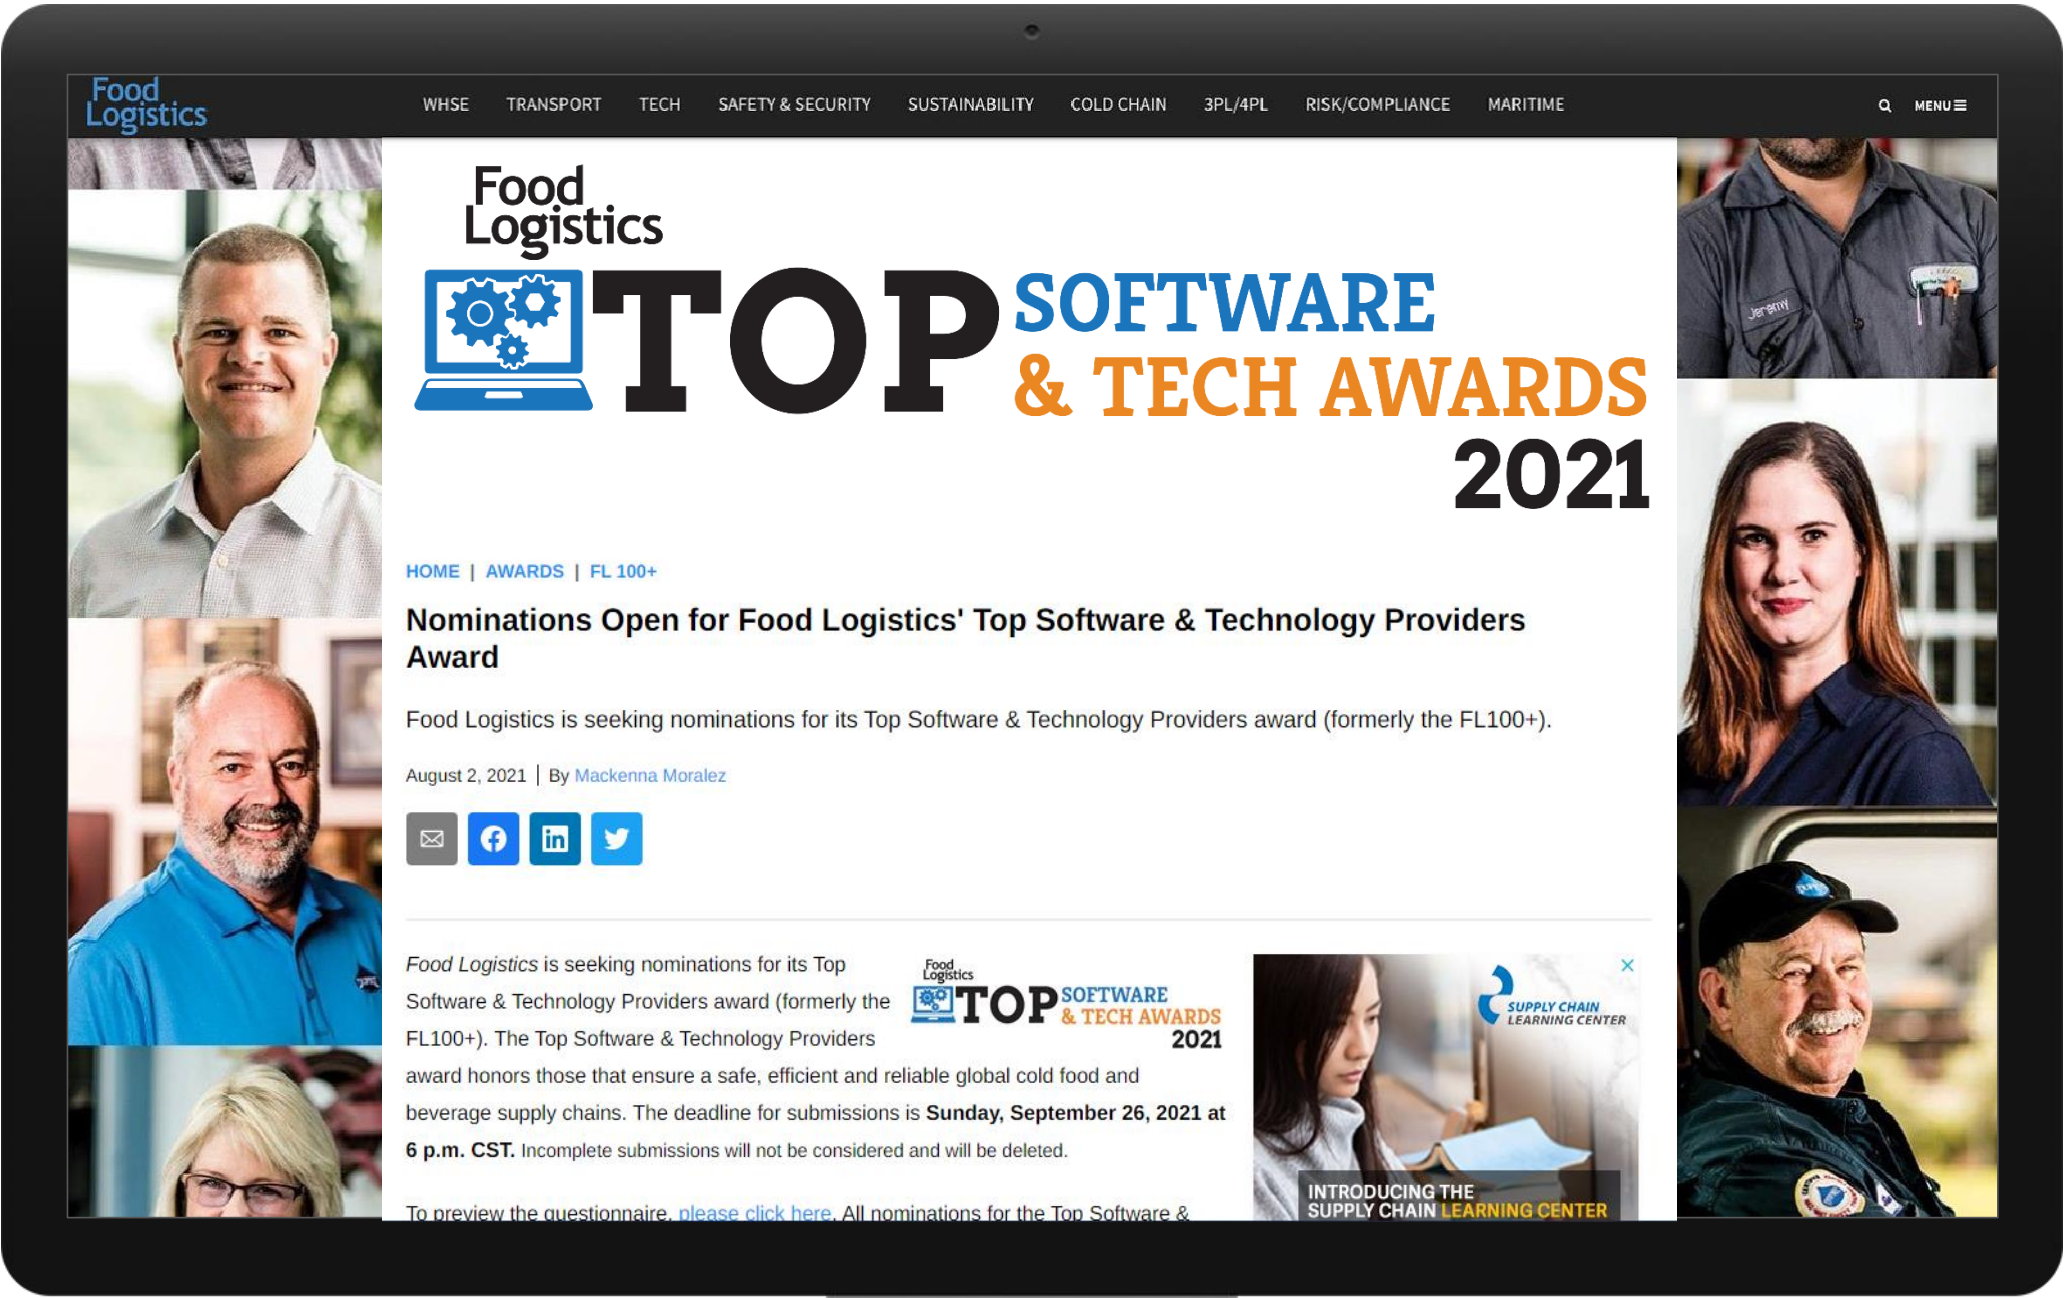 Food
Logistics
WHSE TRANSPORT TECH SAFETY & SECURITY SUSTAINABILITY COLD CHAIN 3PL/4PL RISK/COMPLIANCE MARITIME MENU
Food
Logistics
TOP SOFTWARE
& TECH AWARDS
2021
Jeremy
HOME | AWARDS | FL 100+
Nominations Open for Food Logistics' Top Software & Technology Providers
Award
Food Logistics is seeking nominations for its Top Software & Technology Providers award (formerly the FL100+).
August 2, 2021 | By Mackenna Moralez
in
Food Logistics is seeking nominations for its Top
Software & Technology Providers award (formerly the
FL100+). The Top Software & Technology Providers
award honors those that ensure a safe, efficient and reliable global cold food and
beverage supply chains. The deadline for submissions is Sunday, September 26, 2021 at
6 p.m. CST. Incomplete submissions will not be considered and will be deleted.
To preview the questionnaire, please click here. All nominations for the Top Software &
Food
Logistics
TOP SOFTWARE
& TECH AWARDS
2021
SUPPLY CHAIN
LEARNING CENTER
INTRODUCING THE
SUPPLY CHAIN LEARNING CENTER